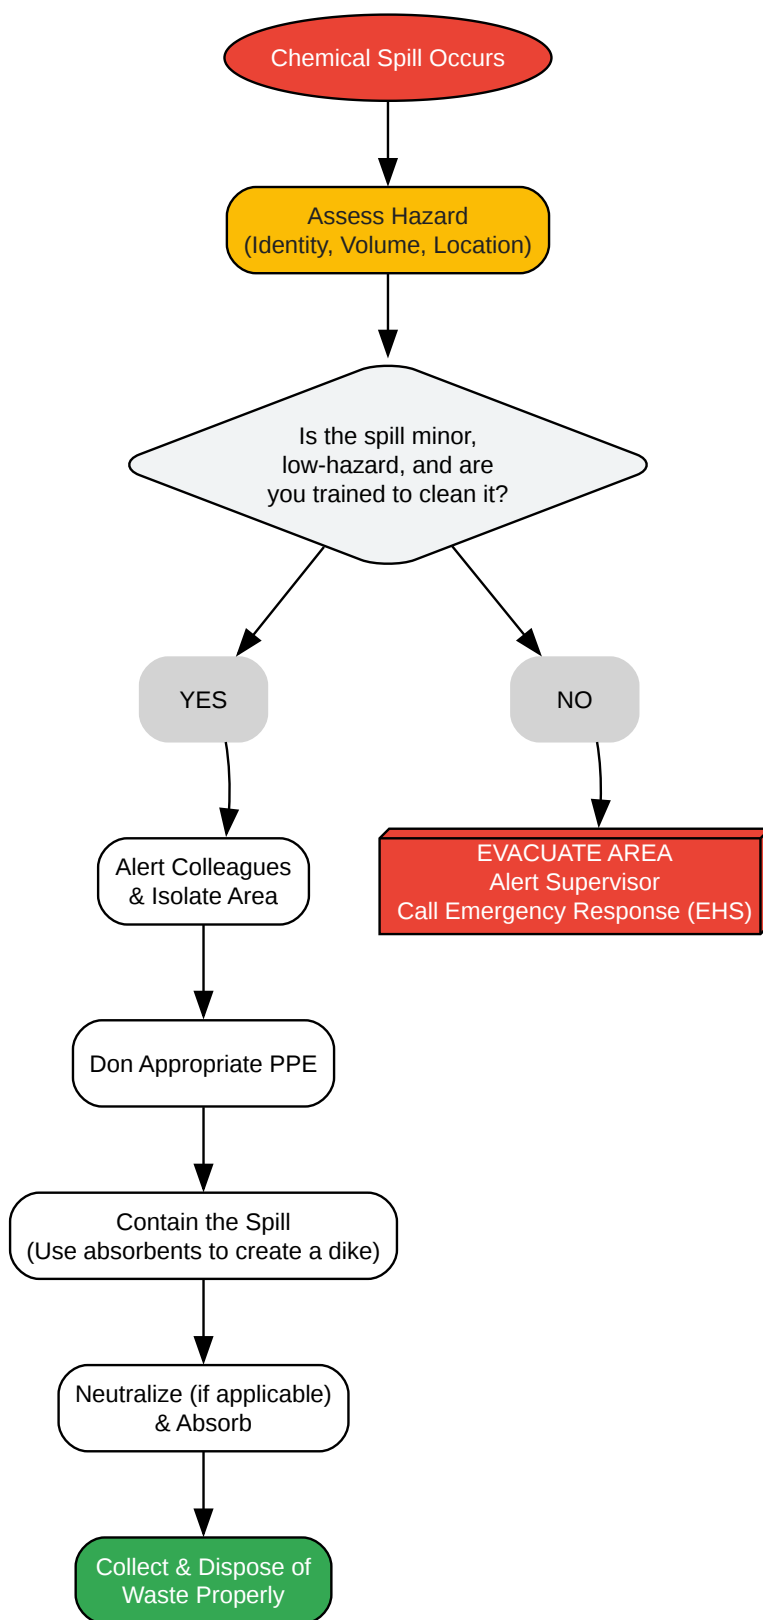 Chemical Spill Occurs
Assess Hazard
(Identity, Volume, Location)
Is the spill minor,
low-hazard, and are
you trained to clean it?
YES
NO
Alert Colleagues
& Isolate Area
EVACUATE AREA
Alert Supervisor
Call Emergency Response (EHS)
Don Appropriate PPE
Contain the Spill
(Use absorbents to create a dike)
Neutralize (if applicable)
& Absorb
Collect & Dispose of
Waste Properly